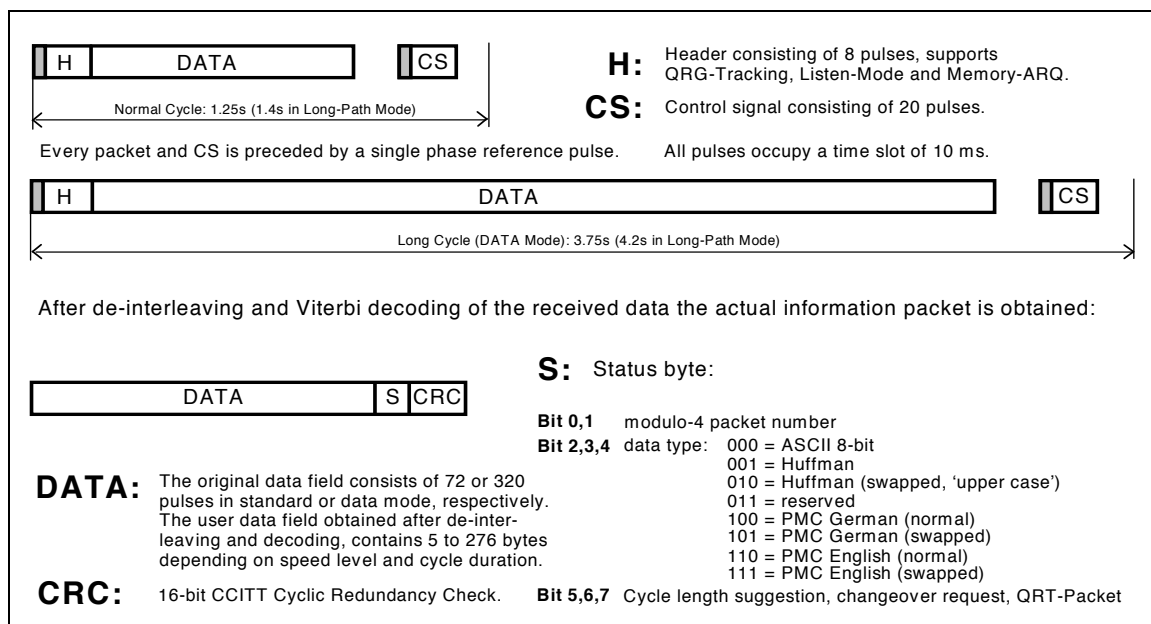 H DATA CS
Normal Cycle: 1.25s (1.4s in Long-Path Mode)
H: Header consisting of 8 pulses, supports
QRG-Tracking, Listen-Mode and Memory-ARQ.
CS: Control signal consisting of 20 pulses.
Every packet and CS is preceded by a single phase reference pulse. All pulses occupy a time slot of 10 ms.
H DATA CS
Long Cycle (DATA Mode): 3.75s (4.2s in Long-Path Mode)
After de-interleaving and Viterbi decoding of the received data the actual information packet is obtained:
DATA S CRC
DATA: The original data field consists of 72 or 320
pulses in standard or data mode, respectively.
The user data field obtained after de-inter-
leaving and decoding, contains 5 to 276 bytes
depending on speed level and cycle duration.
CRC: 16-bit CCITT Cyclic Redundancy Check.
S: Status byte:
Bit 0,1 modulo-4 packet number
Bit 2,3,4 data type: 000 = ASCII 8-bit
001 = Huffman
010 = Huffman (swapped, ‘upper case’)
011 = reserved
100 = PMC German (normal)
101 = PMC German (swapped)
110 = PMC English (normal)
111 = PMC English (swapped)
Bit 5,6,7 Cycle length suggestion, changeover request, QRT-Packet